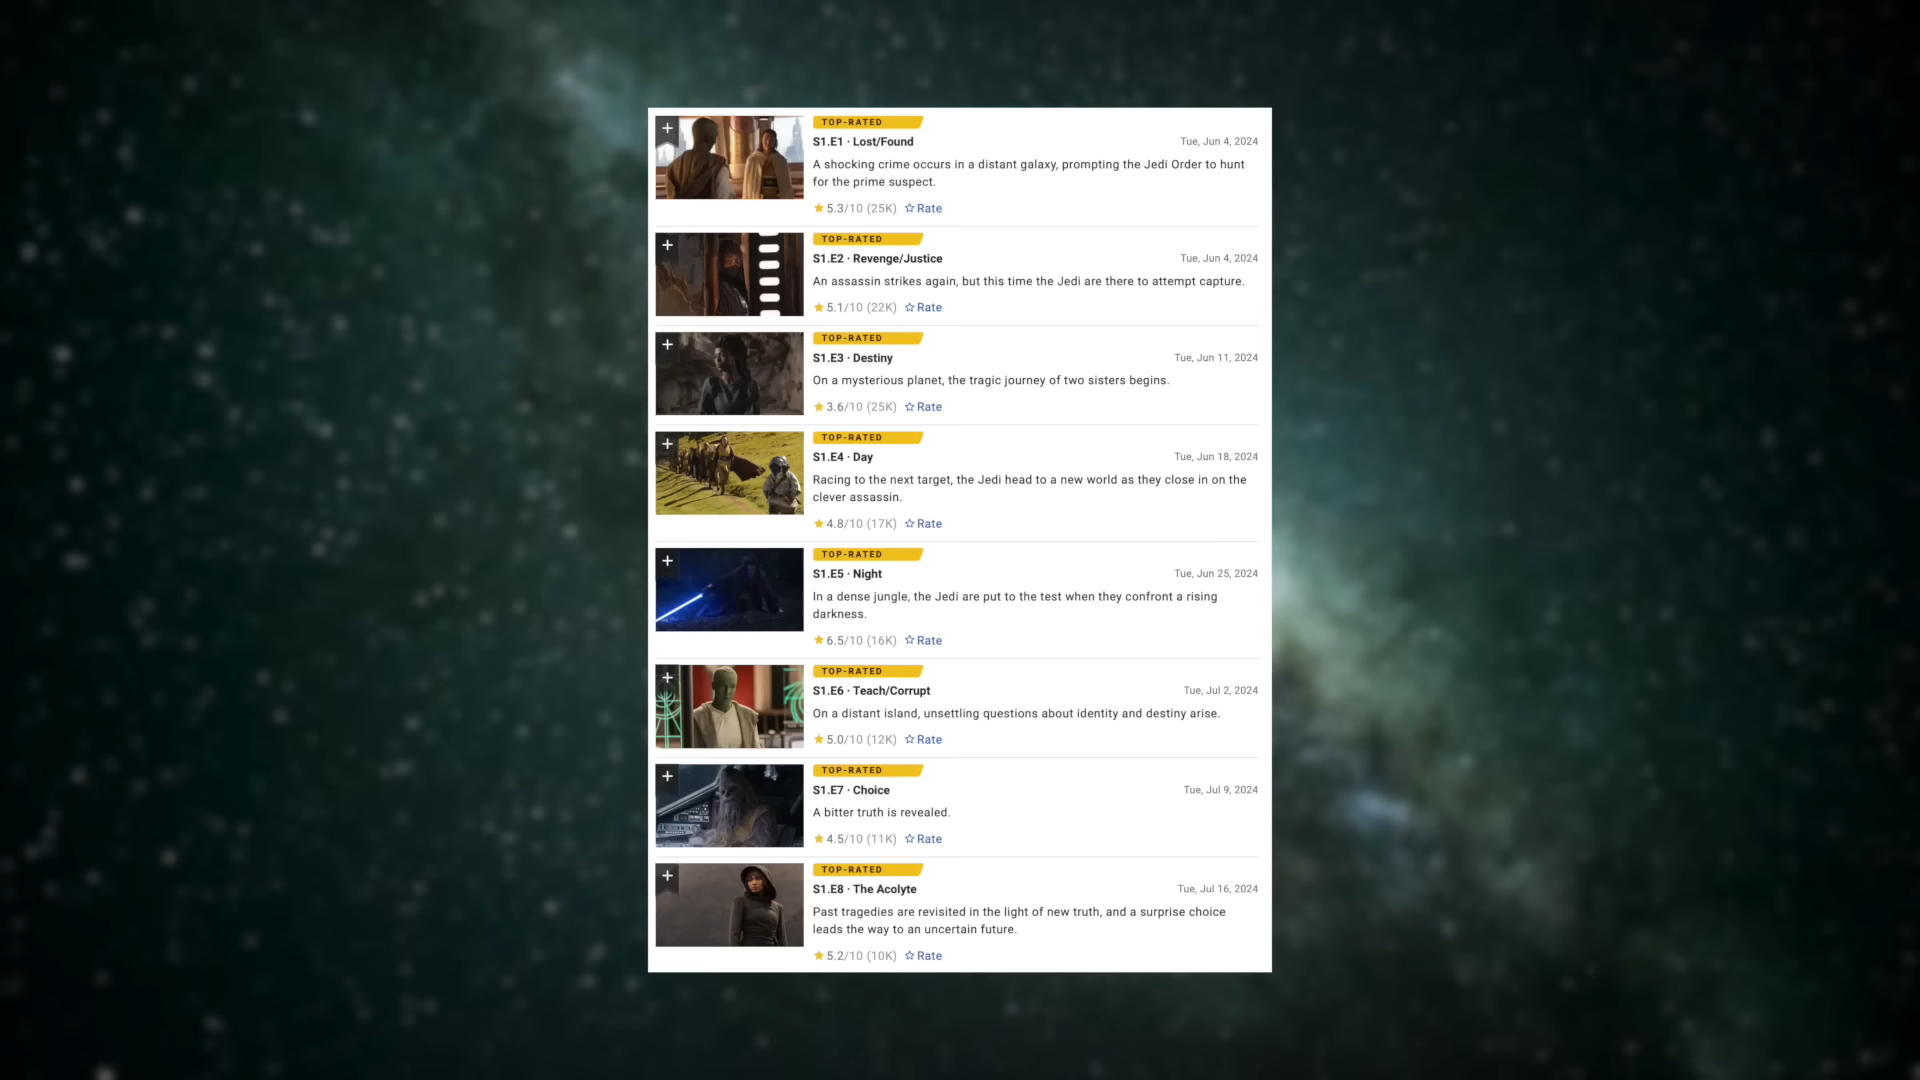 TOP-RATED
S1.E1 · Lost/Found
Tue, Jun 4, 2024
A shocking crime occurs in a distant galaxy, prompting the Jedi Order to hunt
for the prime suspect.
5.3/10 (25K) Rate
TOP-RATED
S1.E2 · Revenge/Justice
Tue, Jun 4, 2024
An assassin strikes again, but this time the Jedi are there to attempt capture.
5.1/10 (22K) Rate
TOP-RATED
S1.E3 · Destiny
Tue, Jun 11, 2024
On a mysterious planet, the tragic journey of two sisters begins.
3.6/10 (25K) Rate
TOP-RATED
S1.E4 · Day
Tue, Jun 18, 2024
Racing to the next target, the Jedi head to a new world as they close in on the
clever assassin.
4.8/10 (17K) Rate
TOP-RATED
S1.E5 · Night
Tue, Jun 25, 2024
In a dense jungle, the Jedi are put to the test when they confront a rising
darkness.
6.5/10 (16K) Rate
TOP-RATED
S1.E6 · Teach/Corrupt
Tue, Jul 2, 2024
On a distant island, unsettling questions about identity and destiny arise.
5.0/10 (12K) Rate
TOP-RATED
S1.E7 · Choice
Tue, Jul 9, 2024
A bitter truth is revealed.
4.5/10 (11K) Rate
TOP-RATED
S1.E8 · The Acolyte
Tue, Jul 16, 2024
Past tragedies are revisited in the light of new truth, and a surprise choice
leads the way to an uncertain future.
5.2/10 (10K) Rate